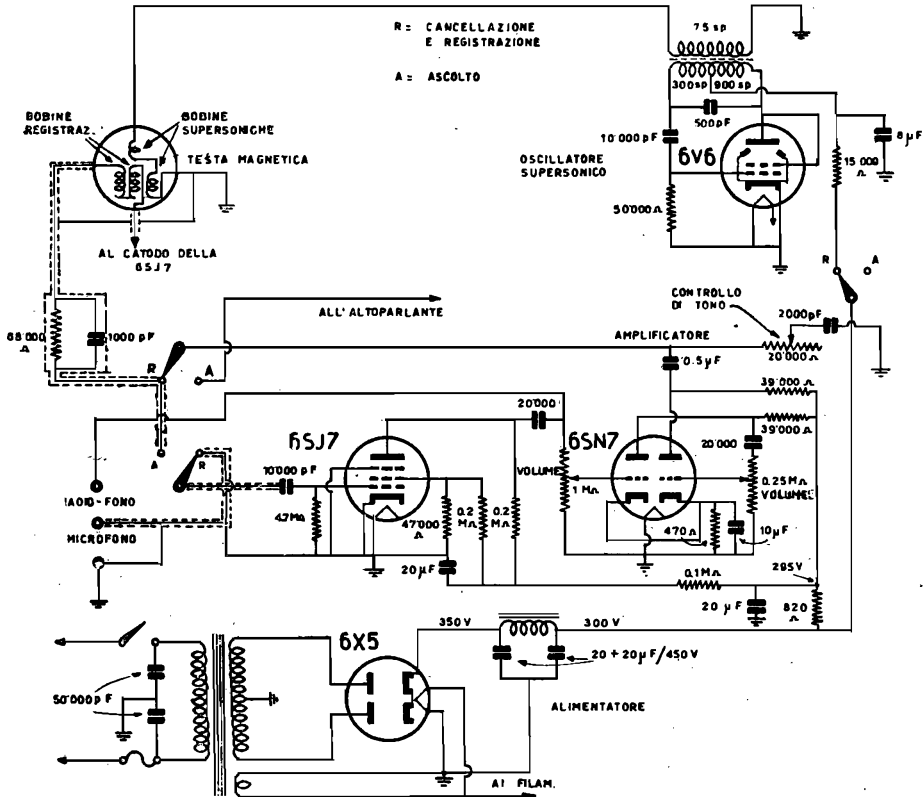 R = CANCELLAZIONE
E REGISTRAZIONE
A = ASCOLTO
75 sp
300 sp 900 sp
500 pF
10'000 pF
6V6
8 µF
15'000
Ω
OSCILLATORE
SUPERSONICO
50'000 Ω
BOBINE
REGISTRAZ.
BOBINE
SUPERSONICHE
TESTA MAGNETICA
AL CATODO DELLA
6SJ7
R
A
CONTROLLO
DI TONO
2000 pF
ALL'ALTOPARLANTE
AMPLIFICATORE
20'000 Ω
0.5 µF
68'000
Ω
1000 pF
R
A
39'000 Ω
39'000 Ω
20'000
20'000
6SJ7
6SN7
A
R
10'000 pF
VOLUME
1 MΩ
0.25 MΩ
VOLUME
RADIO-FONO
MICROFONO
4.7 MΩ
47'000
Ω
0.2
MΩ
0.2
MΩ
470 Ω
10 µF
20 µF
0.1 MΩ
295 V
20 µF
820
Ω
6X5
350 V
300 V
20 + 20 µF/450 V
50'000 pF
ALIMENTATORE
AI FILAM.